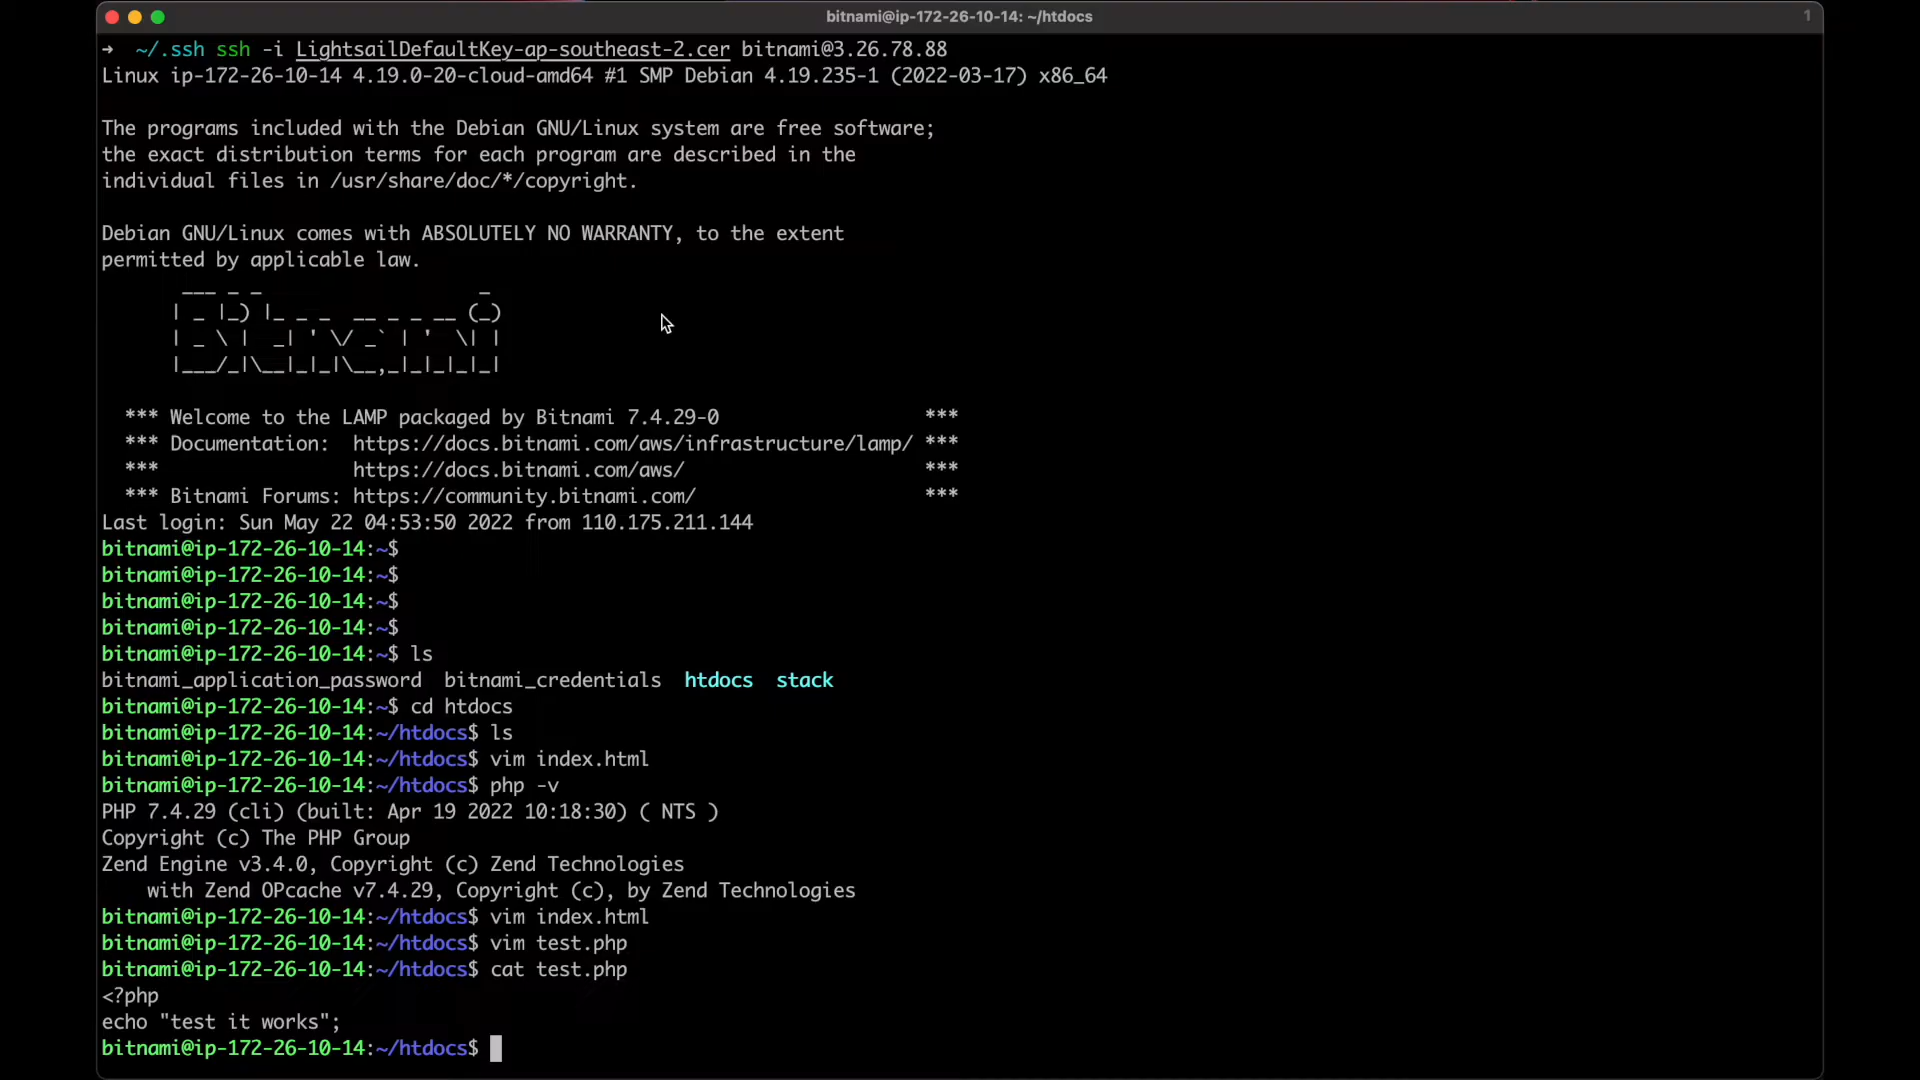 bitnami@ip-172-26-10-14: ~/htdocs
1
➜  ~/.ssh ssh -i LightsailDefaultKey-ap-southeast-2.cer bitnami@3.26.78.88
Linux ip-172-26-10-14 4.19.0-20-cloud-amd64 #1 SMP Debian 4.19.235-1 (2022-03-17) x86_64
The programs included with the Debian GNU/Linux system are free software;
the exact distribution terms for each program are described in the
individual files in /usr/share/doc/*/copyright.
Debian GNU/Linux comes with ABSOLUTELY NO WARRANTY, to the extent
permitted by applicable law.
       ___ _ _                   _
      | _ |_) |_ _ _  __ _ _ __ (_)
      | _ \ |  _| ' \/ _` | '  \| |
      |___/_|\__|_|_|\__,_|_|_|_|_|
  *** Welcome to the LAMP packaged by Bitnami 7.4.29-0                  ***
  *** Documentation:  https://docs.bitnami.com/aws/infrastructure/lamp/ ***
  ***                 https://docs.bitnami.com/aws/                     ***
  *** Bitnami Forums: https://community.bitnami.com/                    ***
Last login: Sun May 22 04:53:50 2022 from 110.175.211.144
bitnami@ip-172-26-10-14:~$
bitnami@ip-172-26-10-14:~$
bitnami@ip-172-26-10-14:~$
bitnami@ip-172-26-10-14:~$
bitnami@ip-172-26-10-14:~$ ls
bitnami_application_password  bitnami_credentials  htdocs  stack
bitnami@ip-172-26-10-14:~$ cd htdocs
bitnami@ip-172-26-10-14:~/htdocs$ ls
bitnami@ip-172-26-10-14:~/htdocs$ vim index.html
bitnami@ip-172-26-10-14:~/htdocs$ php -v
PHP 7.4.29 (cli) (built: Apr 19 2022 10:18:30) ( NTS )
Copyright (c) The PHP Group
Zend Engine v3.4.0, Copyright (c) Zend Technologies
    with Zend OPcache v7.4.29, Copyright (c), by Zend Technologies
bitnami@ip-172-26-10-14:~/htdocs$ vim index.html
bitnami@ip-172-26-10-14:~/htdocs$ vim test.php
bitnami@ip-172-26-10-14:~/htdocs$ cat test.php
<?php
echo "test it works";
bitnami@ip-172-26-10-14:~/htdocs$